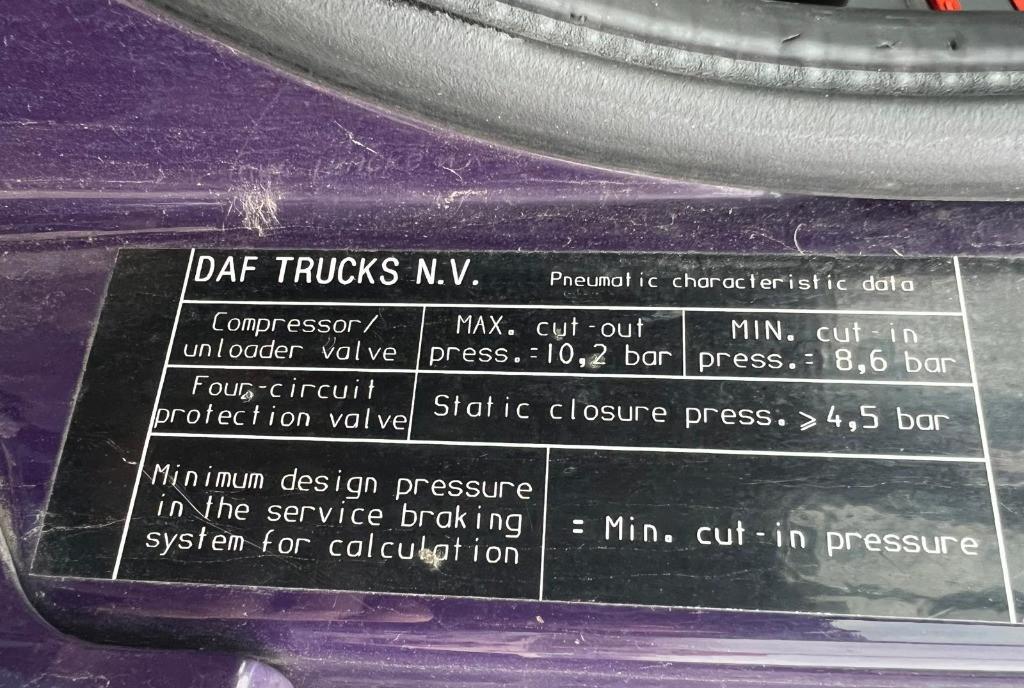 DAF TRUCKS N.V. Pneumatic characteristic data
Compressor/
unloader valve
MAX. cut-out
press.=10,2 bar
MIN. cut-in
press.= 8,6 bar
Four-circuit
protection valve
Static closure press. ⩾ 4,5 bar
Minimum design pressure
in the service braking
system for calculation
= Min. cut-in pressure